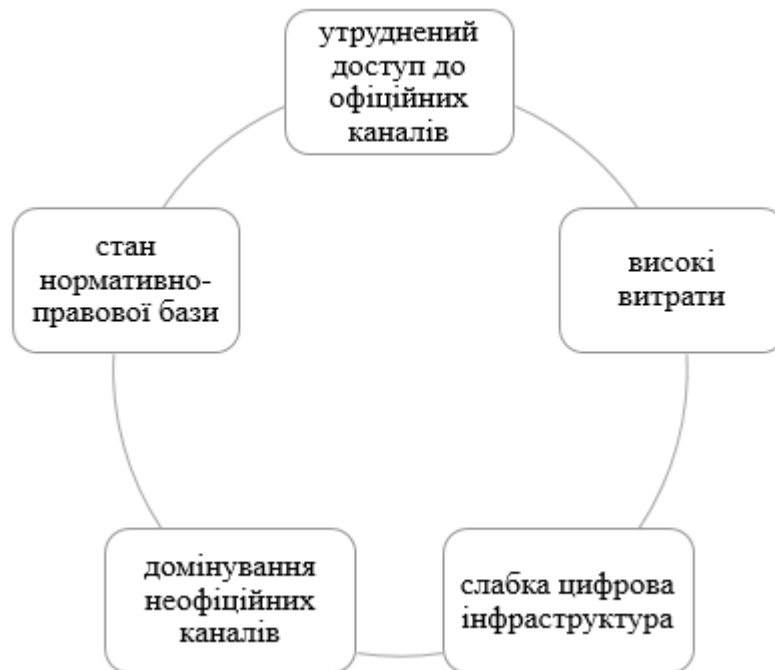 утруднений
доступ до
офіційних
каналів
високі
витрати
слабка цифрова
інфраструктура
домінування
неофіційних
каналів
стан
нормативно-
правової бази